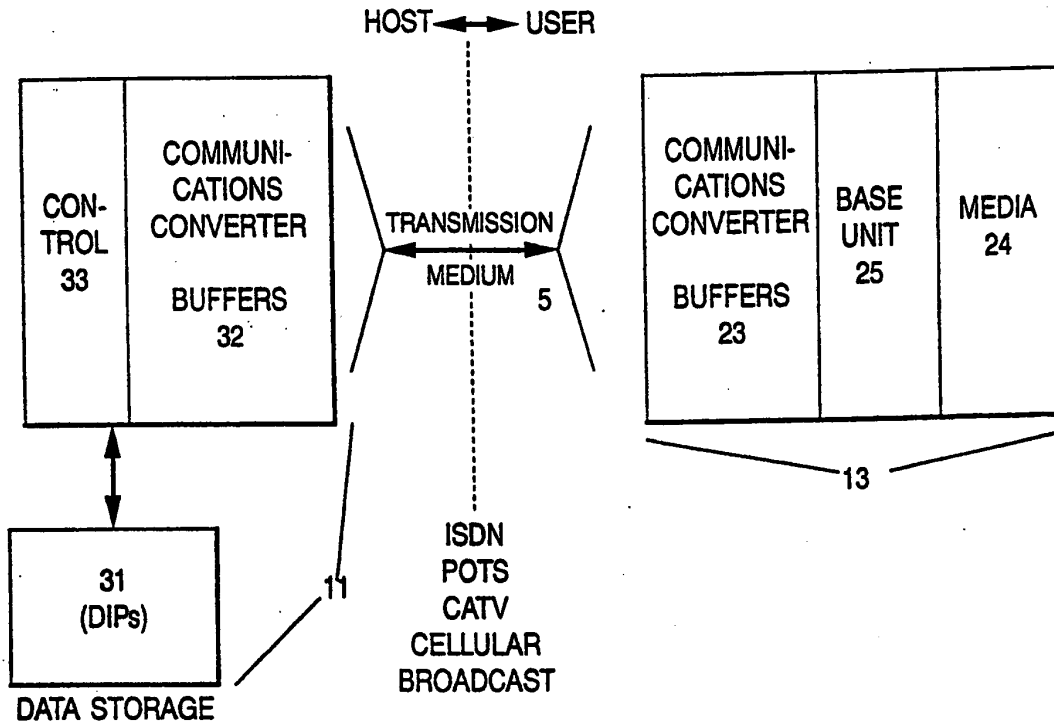 HOST USER
CON-
TROL
33
COMMUNI-
CATIONS
CONVERTER
BUFFERS
32
TRANSMISSION
MEDIUM
5
COMMUNI-
CATIONS
CONVERTER
BUFFERS
23
BASE
UNIT
25
MEDIA
24
13
31
(DIPs)
DATA STORAGE
11
ISDN
POTS
CATV
CELLULAR
BROADCAST